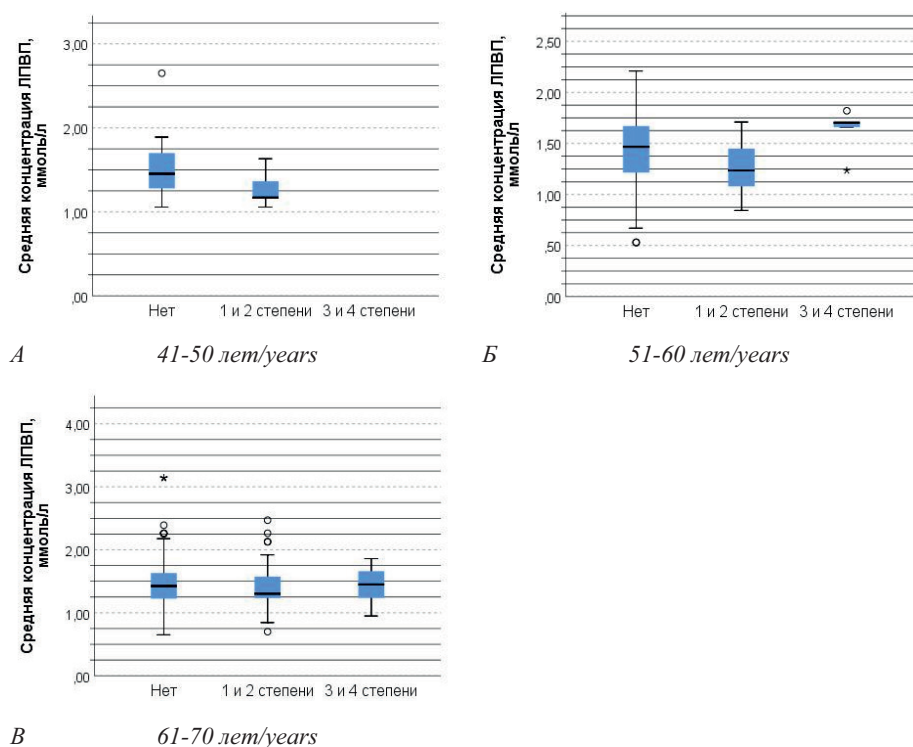 Средняя концентрация ЛПВП,
ммоль/л
3,00
2,00
1,00
,00
Нет 1 и 2 степени 3 и 4 степени
А 41-50 лет/years
Средняя концентрация ЛПВП,
ммоль/л
2,50
2,00
1,50
1,00
,50
,00
Нет 1 и 2 степени 3 и 4 степени
Б 51-60 лет/years
Средняя концентрация ЛПВП,
ммоль/л
4,00
3,00
2,00
1,00
,00
Нет 1 и 2 степени 3 и 4 степени
В 61-70 лет/years